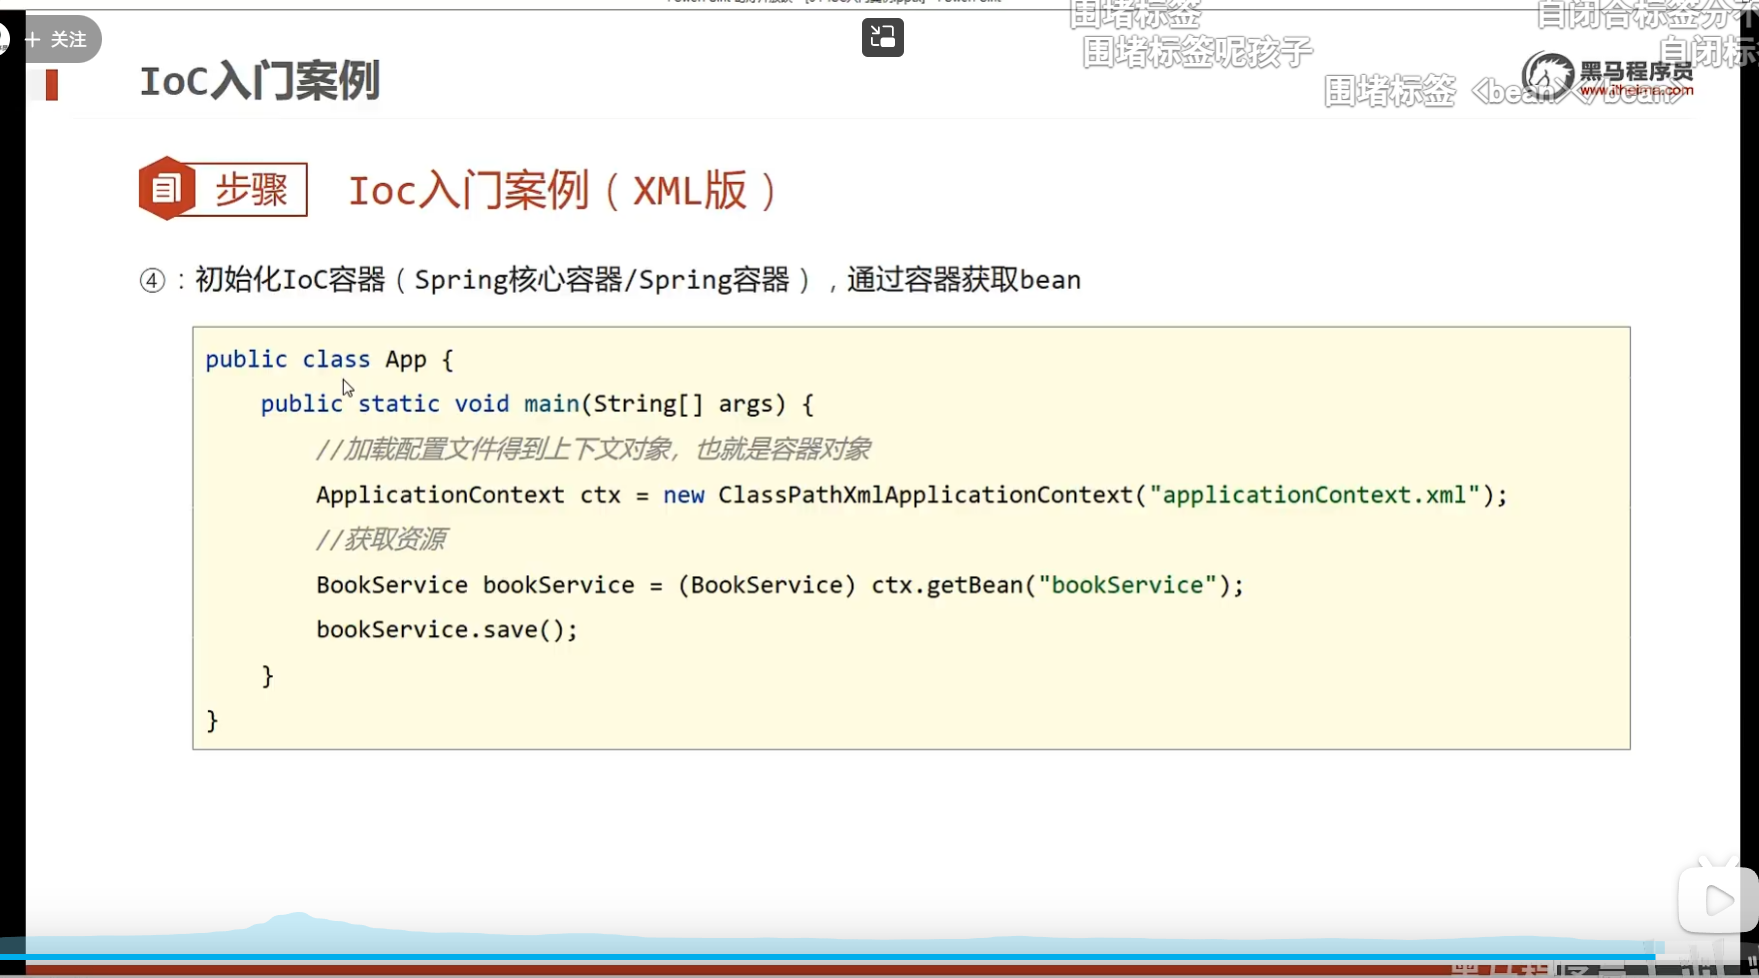 围堵标签
自闭合标签分不
+ 关注
围堵标签呢孩子
自闭标
IoC入门案例
黑马程序员
www.itheima.com
围堵标签 <bean></bean>
步骤
Ioc入门案例（XML版）
④：初始化IoC容器（Spring核心容器/Spring容器），通过容器获取bean
public class App {
public static void main(String[] args) {
//加载配置文件得到上下文对象，也就是容器对象
ApplicationContext ctx = new ClassPathXmlApplicationContext("applicationContext.xml");
//获取资源
BookService bookService = (BookService) ctx.getBean("bookService");
bookService.save();
}
}